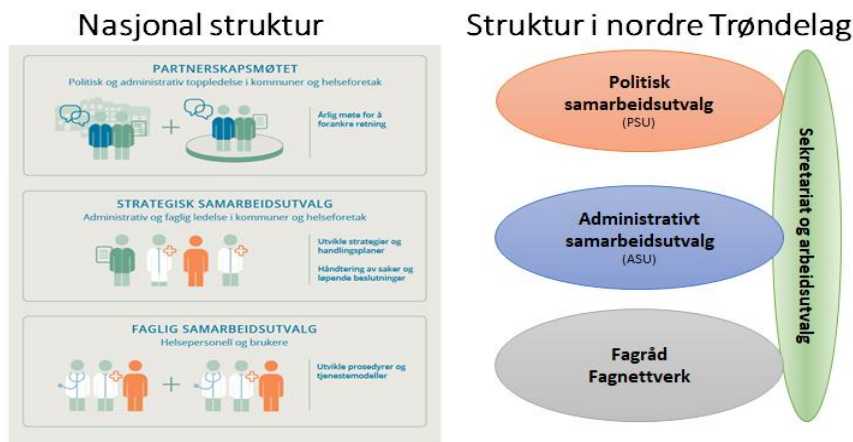 Nasjonal struktur
PARTNERSKAPSMØTET
Politisk og administrativ toppledelse i kommuner og helseforetak
Årlig møte for å
forankre retning
STRATEGISK SAMARBEIDSUTVALG
Administrativ og faglig ledelse i kommuner og helseforetak
Utvikle strategier og
handlingsplaner
Håndtering av saker og
løpende beslutninger
FAGLIG SAMARBEIDSUTVALG
Helsepersonell og brukere
Utvikle prosedyrer og
tjenestemodeller
Struktur i nordre Trøndelag
Politisk
samarbeidsutvalg
(PSU)
Administrativt
samarbeidsutvalg
(ASU)
Fagråd
Fagnettverk
Sekretariat og arbeidsutvalg